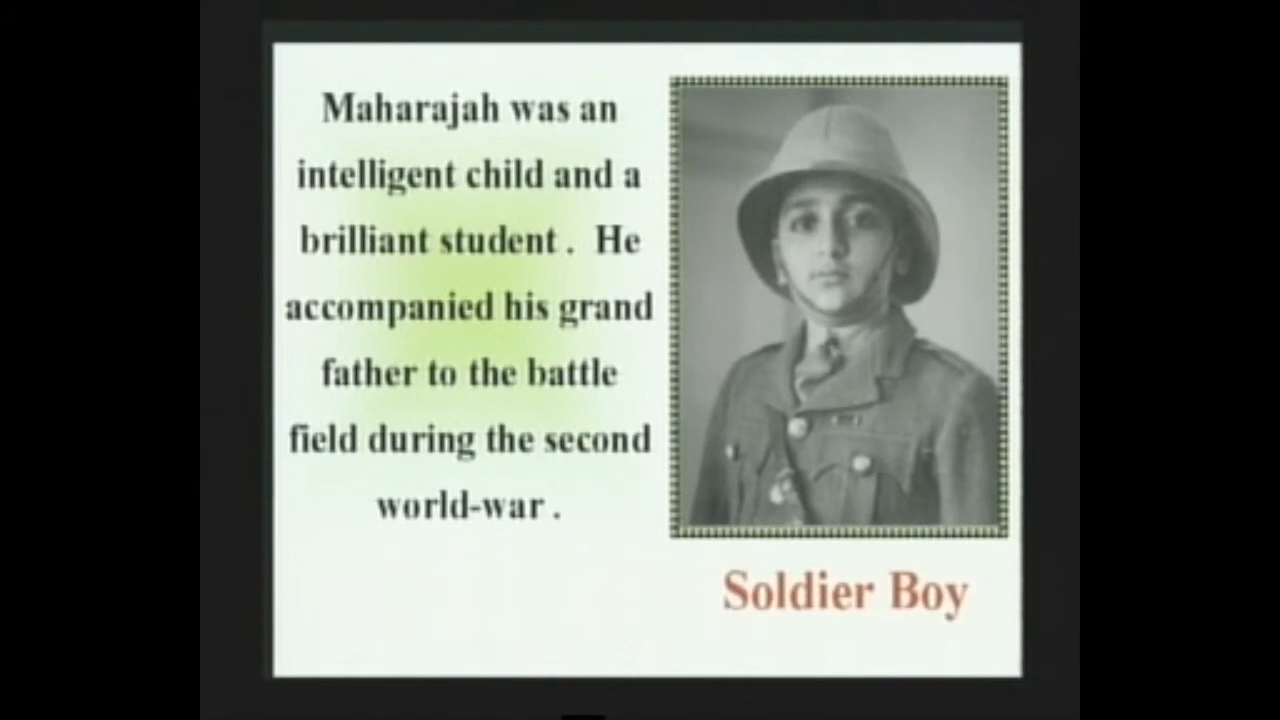 Maharajah was an
intelligent child and a
brilliant student .  He
accompanied his grand
father to the battle
field during the second
world-war .
Soldier Boy